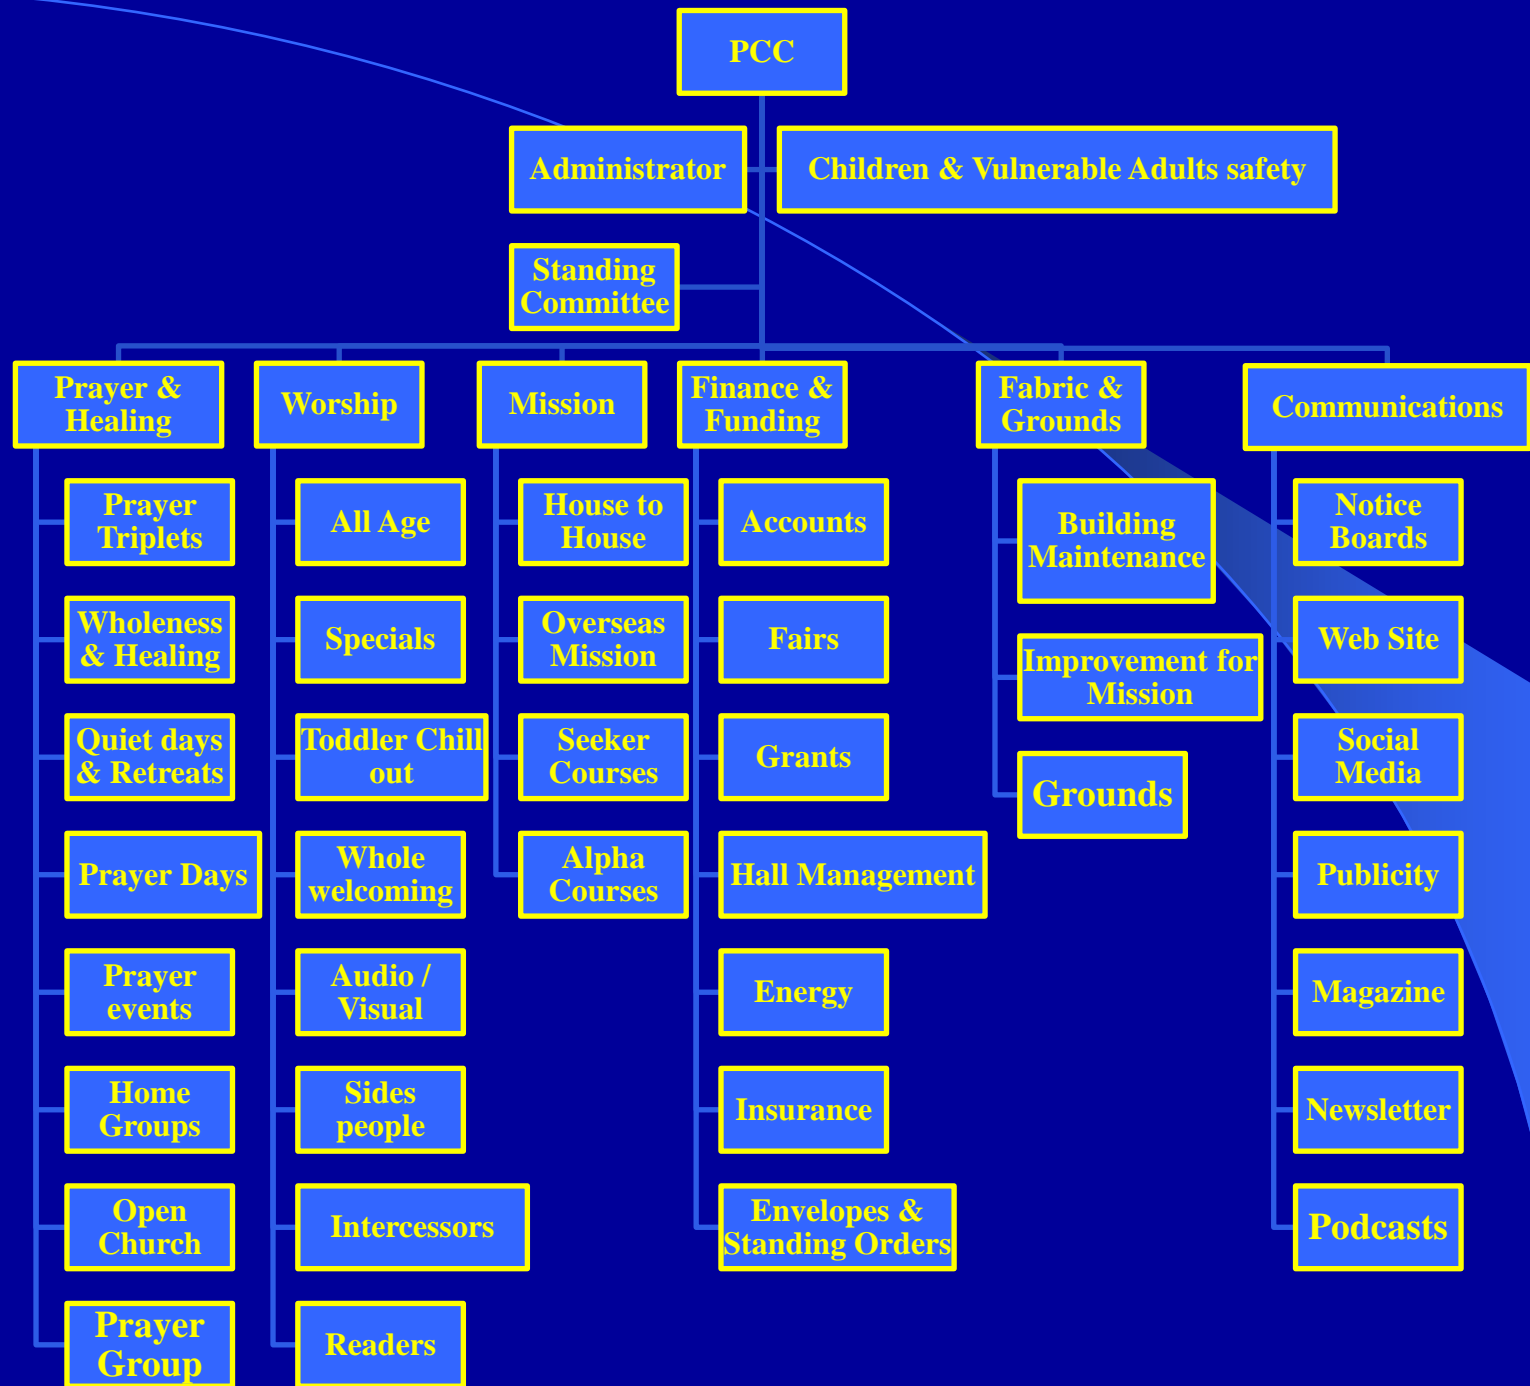 PCC
Administrator
Children & Vulnerable Adults safety
Standing
Committee
Prayer &
Healing
Worship
Mission
Finance &
Funding
Fabric &
Grounds
Communications
Prayer
Triplets
Wholeness
& Healing
Quiet days
& Retreats
Prayer Days
Prayer
events
Home
Groups
Open
Church
Prayer
Group
All Age
Specials
Toddler Chill
out
Whole
welcoming
Audio /
Visual
Sides
people
Intercessors
Readers
House to
House
Overseas
Mission
Seeker
Courses
Alpha
Courses
Accounts
Fairs
Grants
Hall Management
Energy
Insurance
Envelopes &
Standing Orders
Building
Maintenance
Improvement for
Mission
Grounds
Notice
Boards
Web Site
Social
Media
Publicity
Magazine
Newsletter
Podcasts